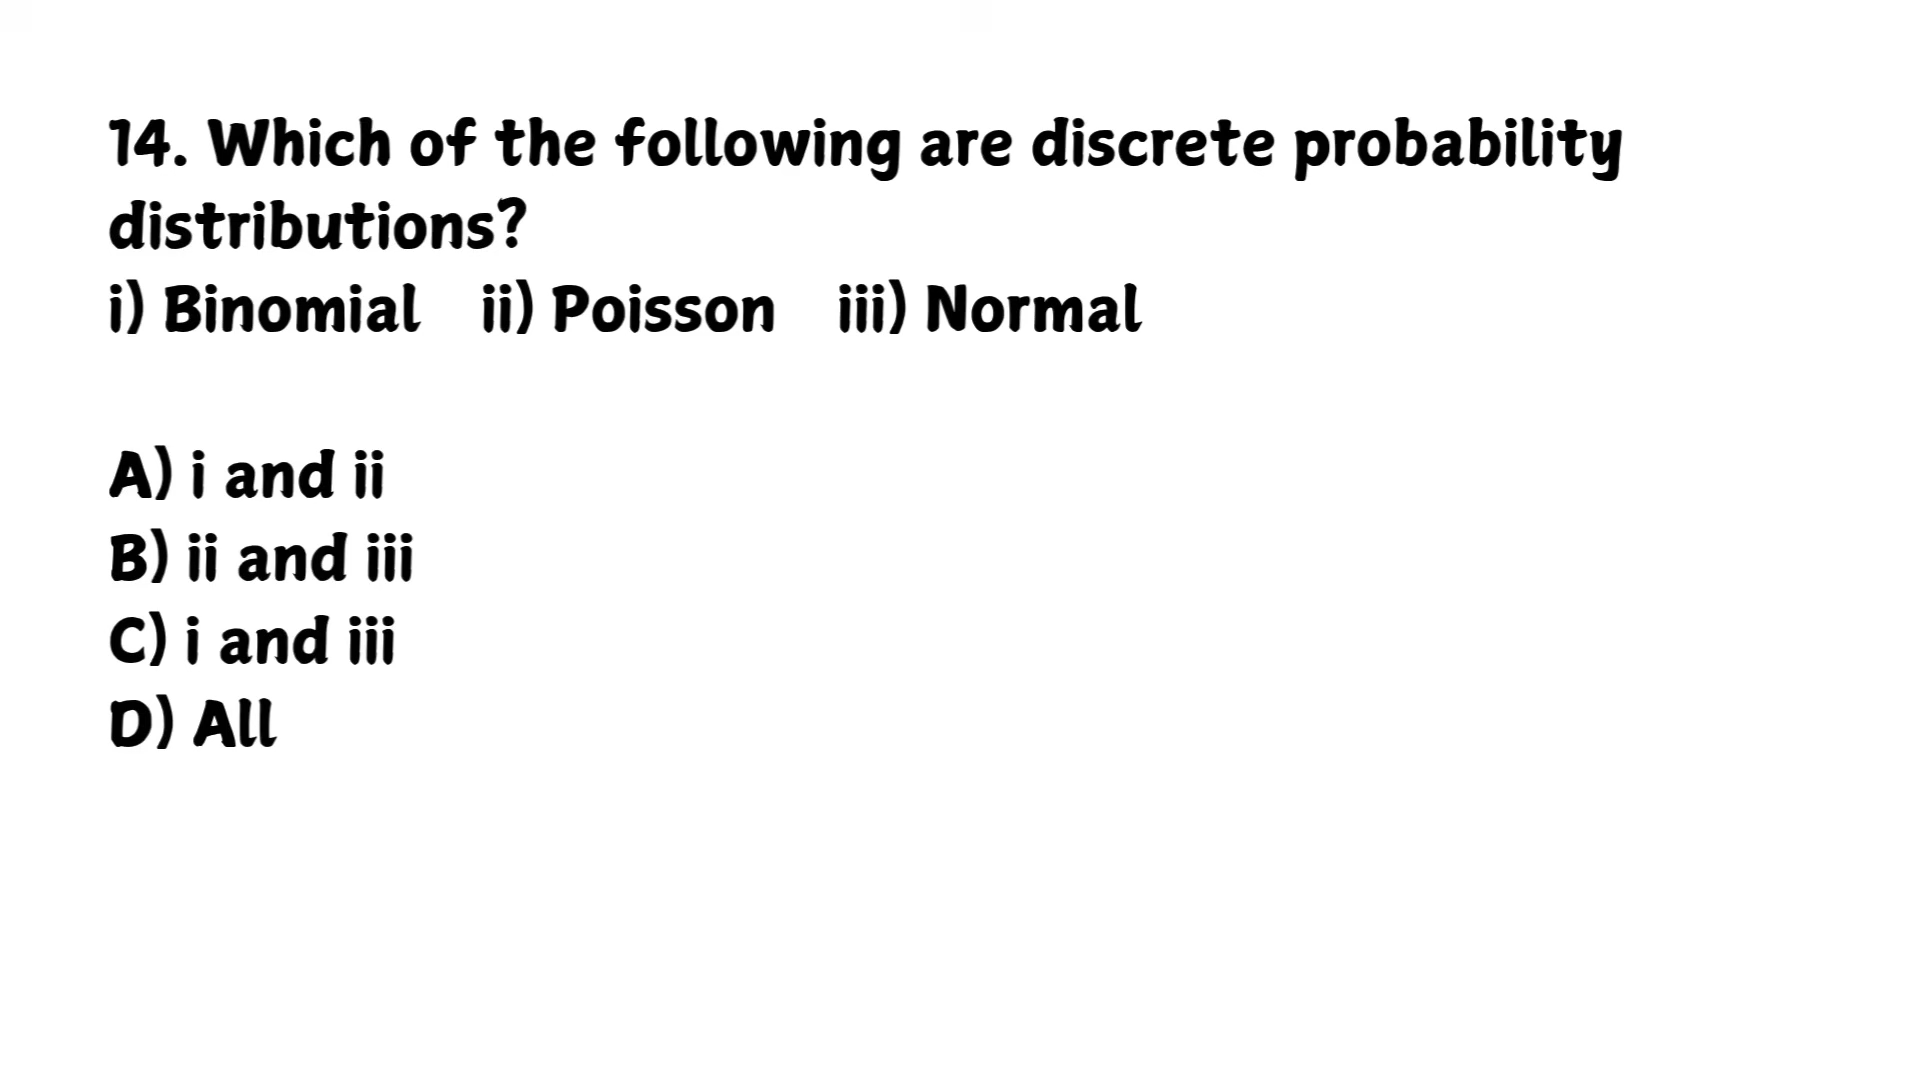 14. Which of the following are discrete probability
distributions?
i) Binomial ii) Poisson iii) Normal
A) i and ii
B) ii and iii
C) i and iii
D) All